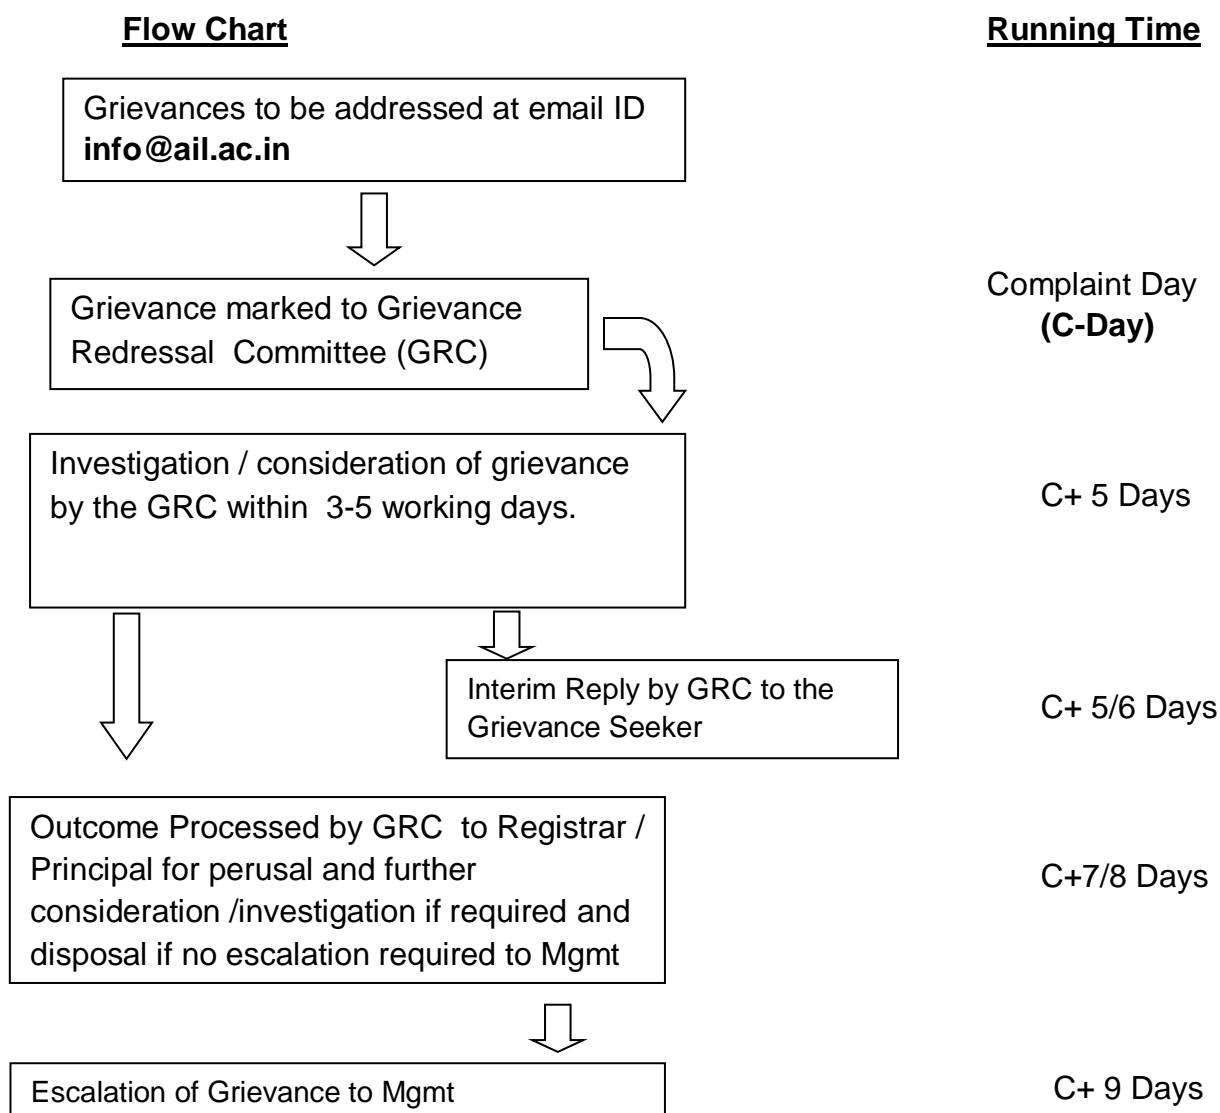 Flow Chart
Running Time
Grievances to be addressed at email ID
info@ail.ac.in
Grievance marked to Grievance
Redressal Committee (GRC)
Complaint Day
(C-Day)
Investigation / consideration of grievance
by the GRC within 3-5 working days.
C+ 5 Days
Interim Reply by GRC to the
Grievance Seeker
C+ 5/6 Days
Outcome Processed by GRC to Registrar /
Principal for perusal and further
consideration /investigation if required and
disposal if no escalation required to Mgmt
C+7/8 Days
Escalation of Grievance to Mgmt
C+ 9 Days